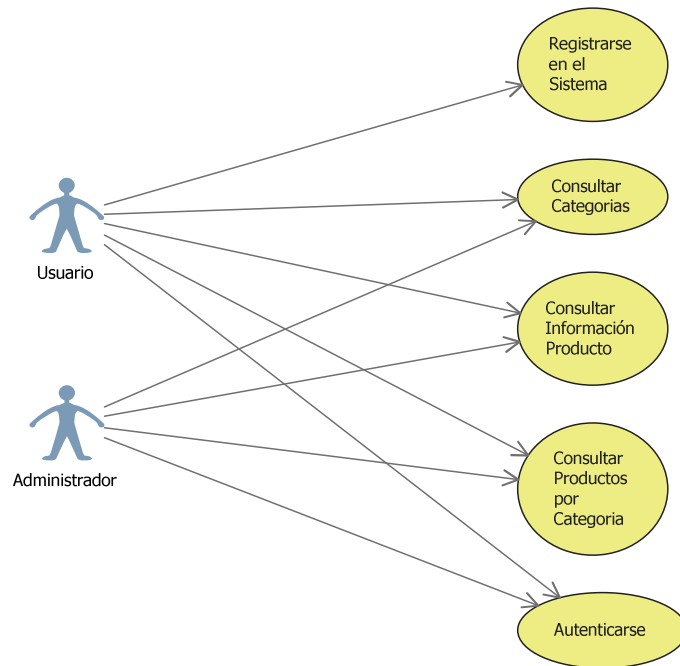 Registrarse
en el
Sistema
Consultar
Categorias
Usuario
Consultar
Información
Producto
Administrador
Consultar
Productos
por
Categoria
Autenticarse